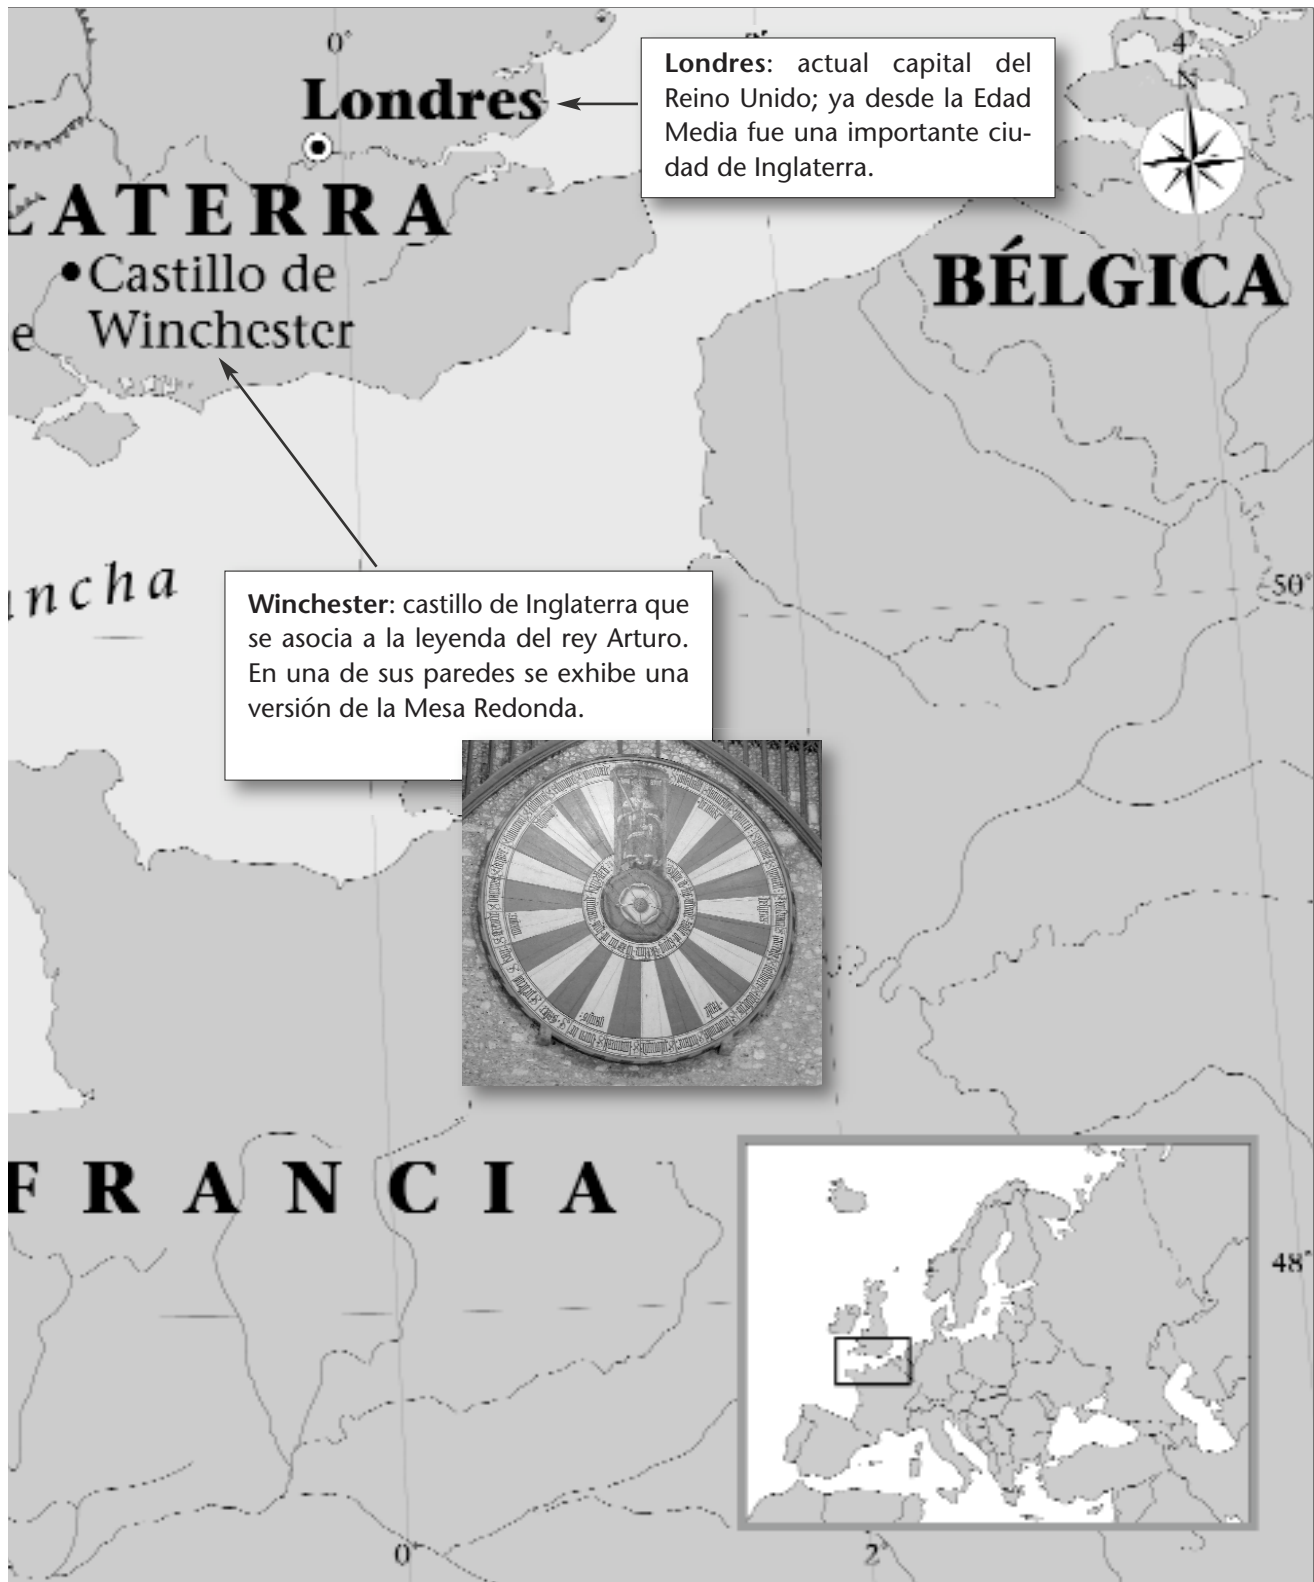 0°
4°
N
Londres
Londres: actual capital del
Reino Unido; ya desde la Edad
Media fue una importante ciu-
dad de Inglaterra.
LATERRA
Castillo de
Winchester
e
BÉLGICA
ncha
50°
Winchester: castillo de Inglaterra que
se asocia a la leyenda del rey Arturo.
En una de sus paredes se exhibe una
versión de la Mesa Redonda.
FRANCIA
48°
0°
2°